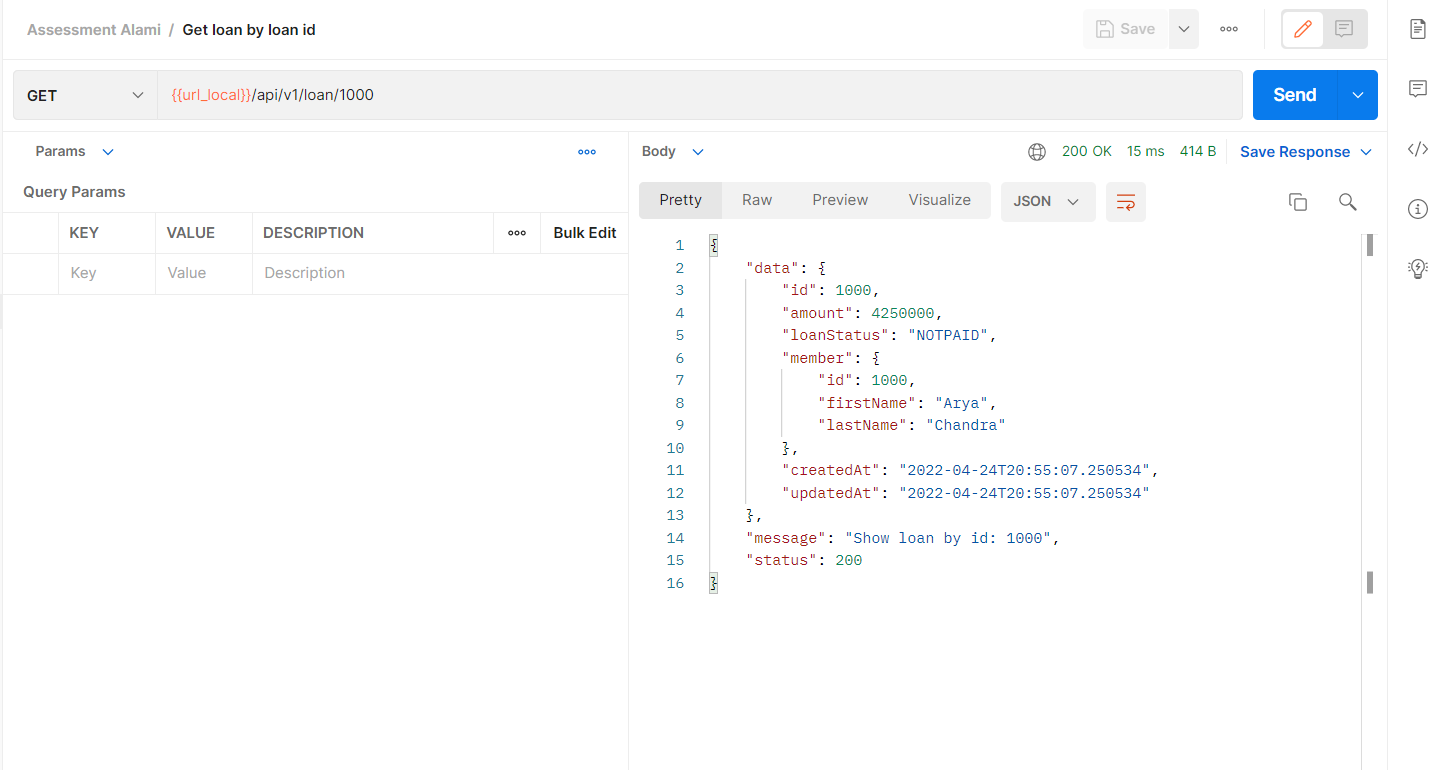 Assessment Alami / Get loan by loan id
Save
GET
{{url_local}}/api/v1/loan/1000
Send
Params
Query Params
KEY VALUE DESCRIPTION Bulk Edit
Key Value Description
Body
200 OK 15 ms 414 B Save Response
Pretty Raw Preview Visualize JSON
1 {
2 "data": {
3 "id": 1000,
4 "amount": 4250000,
5 "loanStatus": "NOTPAID",
6 "member": {
7 "id": 1000,
8 "firstName": "Arya",
9 "lastName": "Chandra"
10 },
11 "createdAt": "2022-04-24T20:55:07.250534",
12 "updatedAt": "2022-04-24T20:55:07.250534"
13 },
14 "message": "Show loan by id: 1000",
15 "status": 200
16 }